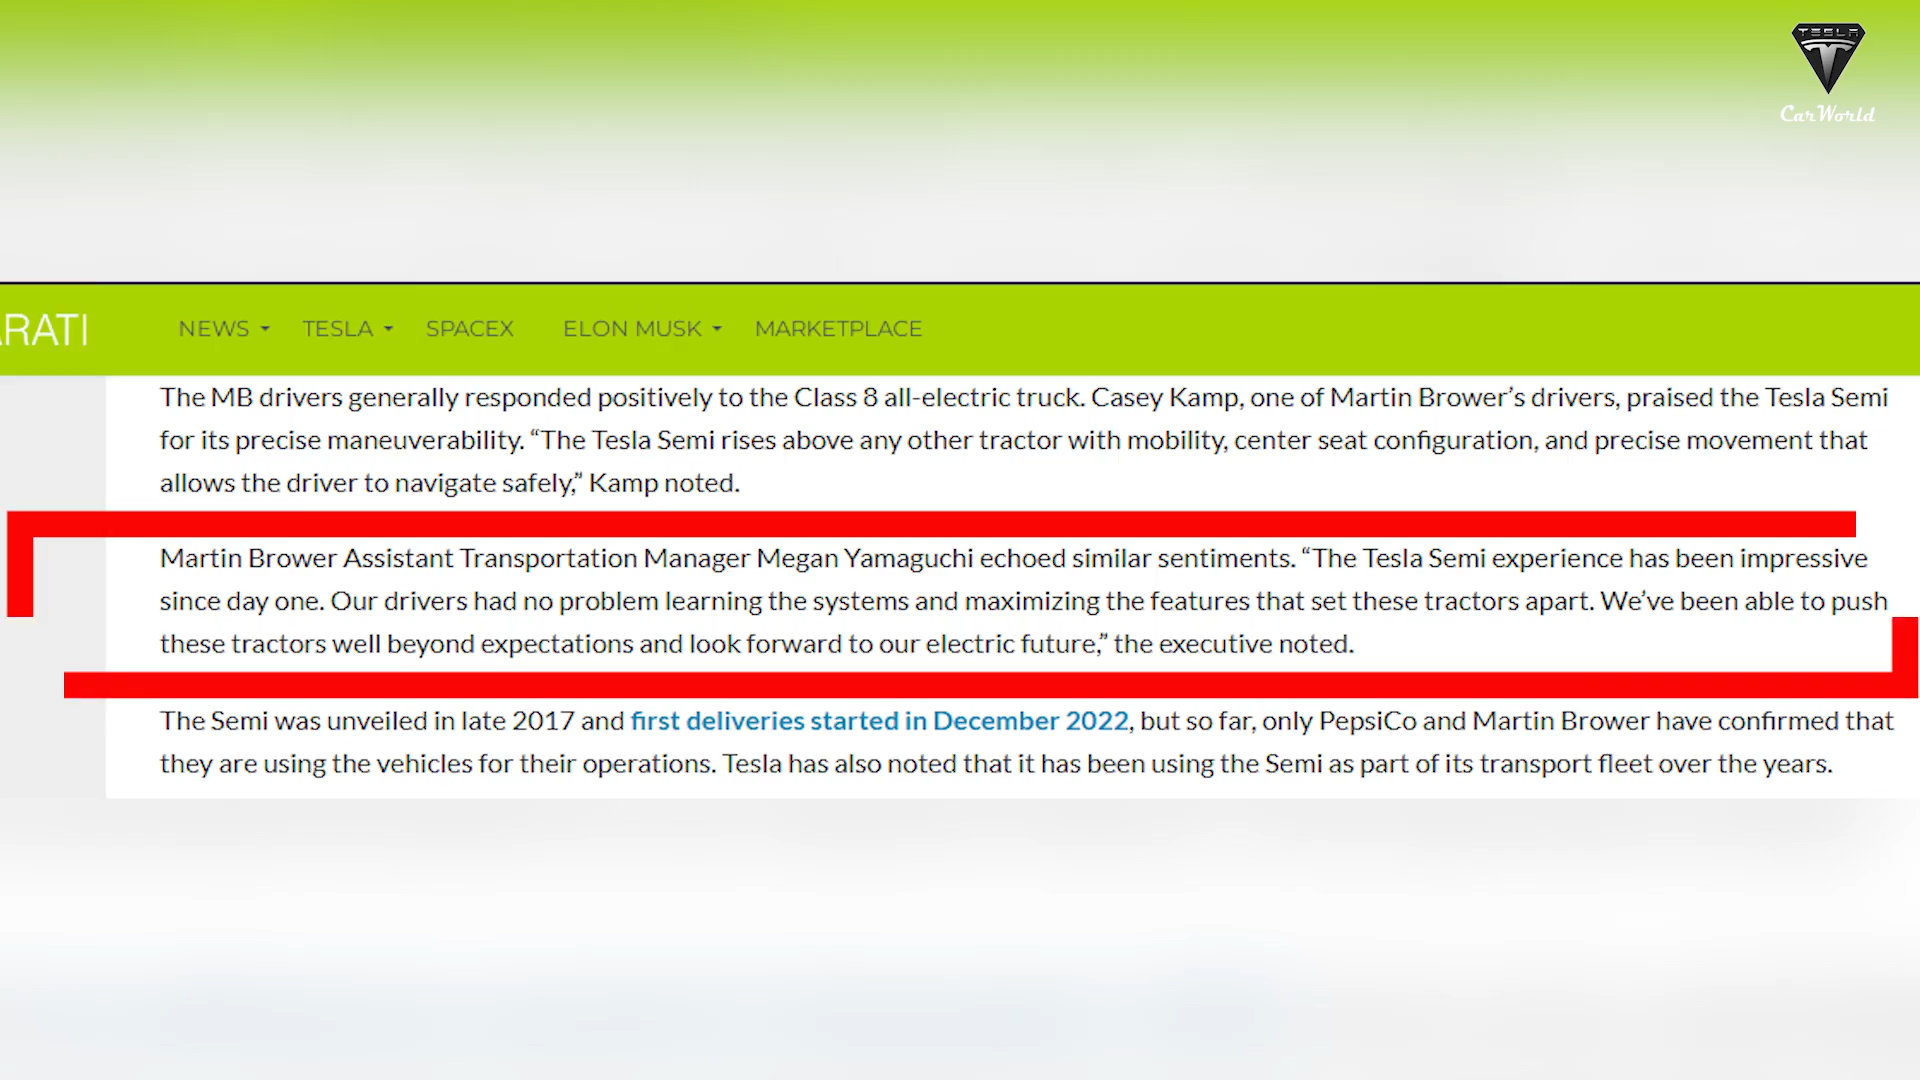 TESLA
CarWorld
RATI
NEWS
TESLA
SPACEX
ELON MUSK
MARKETPLACE
The MB drivers generally responded positively to the Class 8 all-electric truck. Casey Kamp, one of Martin Brower’s drivers, praised the Tesla Semi
for its precise maneuverability. “The Tesla Semi rises above any other tractor with mobility, center seat configuration, and precise movement that
allows the driver to navigate safely,” Kamp noted.
Martin Brower Assistant Transportation Manager Megan Yamaguchi echoed similar sentiments. “The Tesla Semi experience has been impressive
since day one. Our drivers had no problem learning the systems and maximizing the features that set these tractors apart. We’ve been able to push
these tractors well beyond expectations and look forward to our electric future,” the executive noted.
The Semi was unveiled in late 2017 and first deliveries started in December 2022, but so far, only PepsiCo and Martin Brower have confirmed that
they are using the vehicles for their operations. Tesla has also noted that it has been using the Semi as part of its transport fleet over the years.